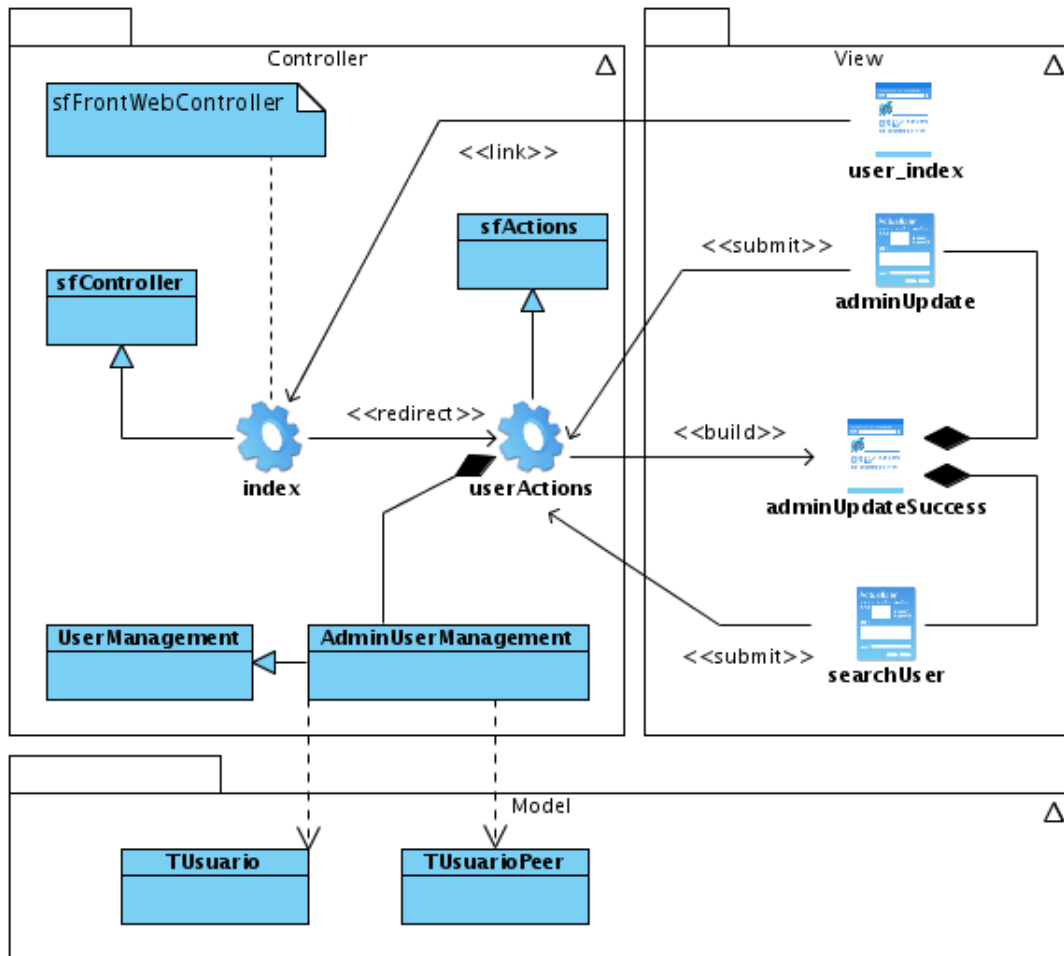 Controller
View
sfFrontWebController
<<link>>
user_index
sfActions
<<submit>>
sfController
adminUpdate
<<redirect>>
<<build>>
index
userActions
adminUpdateSuccess
UserManagement
AdminUserManagement
<<submit>>
searchUser
Model
TUsuario
TUsuarioPeer